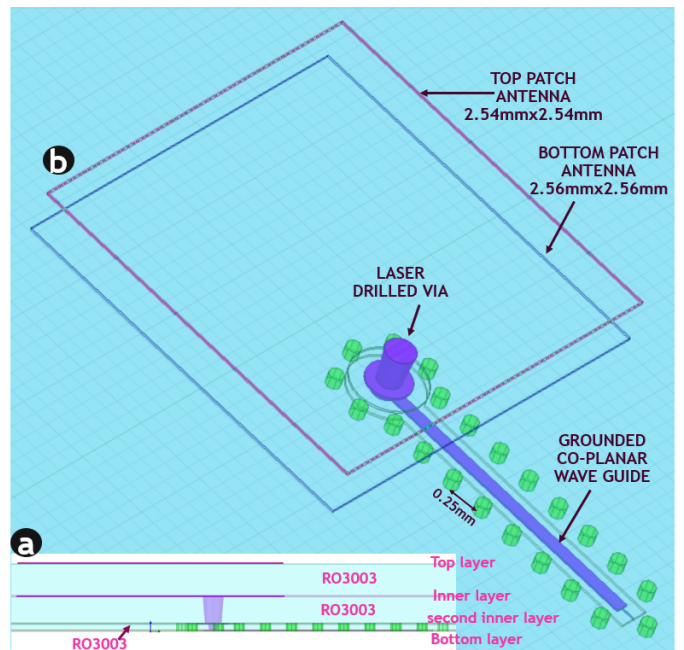 TOP PATCH
ANTENNA
2.54mmx2.54mm
b
BOTTOM PATCH
ANTENNA
2.56mmx2.56mm
LASER
DRILLED VIA
GROUNDED
CO-PLANAR
WAVE GUIDE
0.25mm
a
Top layer
RO3003
Inner layer
RO3003
second inner layer
RO3003
Bottom layer